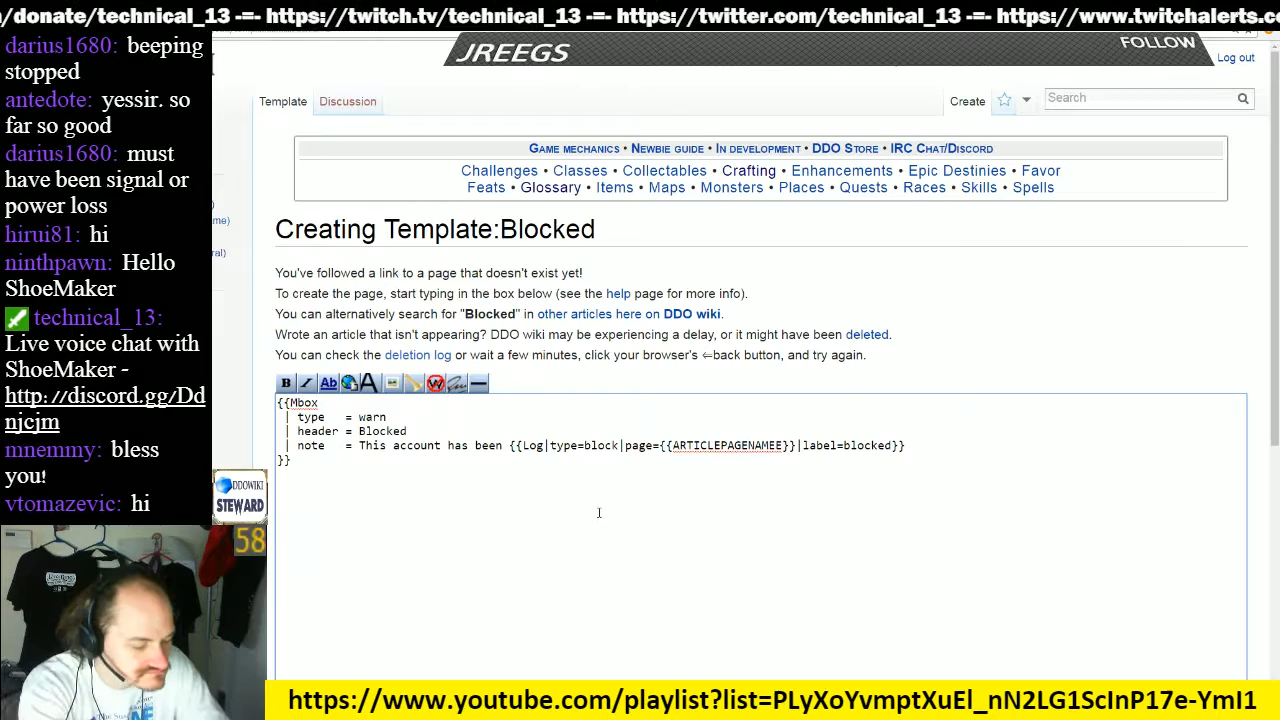 /donate/technical_13 -=- https://twitch.tv/technical_13 -=- https://twitter.com/technical_13 -=- https://www.twitchalerts.c
darius1680: beeping
stopped
antedote: yessir. so
far so good
darius1680: must
have been signal or
power loss
hirui81: hi
ninthpawn: Hello
ShoeMaker
technical_13:
Live voice chat with
ShoeMaker -
http://discord.gg/Dd
njcjm
mnemmy: bless
you!
vtomazevic: hi
DDOWIKI
STEWARD
58
me)
ral)
JREEGS
FOLLOW
Log out
Template
Discussion
Create
Search
GAME MECHANICS • NEWBIE GUIDE • IN DEVELOPMENT • DDO STORE • IRC CHAT/DISCORD
Challenges • Classes • Collectables • Crafting • Enhancements • Epic Destinies • Favor
Feats • Glossary • Items • Maps • Monsters • Places • Quests • Races • Skills • Spells
Creating Template:Blocked
You've followed a link to a page that doesn't exist yet!
To create the page, start typing in the box below (see the help page for more info).
You can alternatively search for "Blocked" in other articles here on DDO wiki.
Wrote an article that isn't appearing? DDO wiki may be experiencing a delay, or it might have been deleted.
You can check the deletion log or wait a few minutes, click your browser's ⇐back button, and try again.
B I Ab A W
{{Mbox
| type = warn
| header = Blocked
| note = This account has been {{Log|type=block|page={{ARTICLEPAGENAMEE}}|label=blocked}}
}}
https://www.youtube.com/playlist?list=PLyXoYvmptXuEl_nN2LG1ScInP17e-YmI1